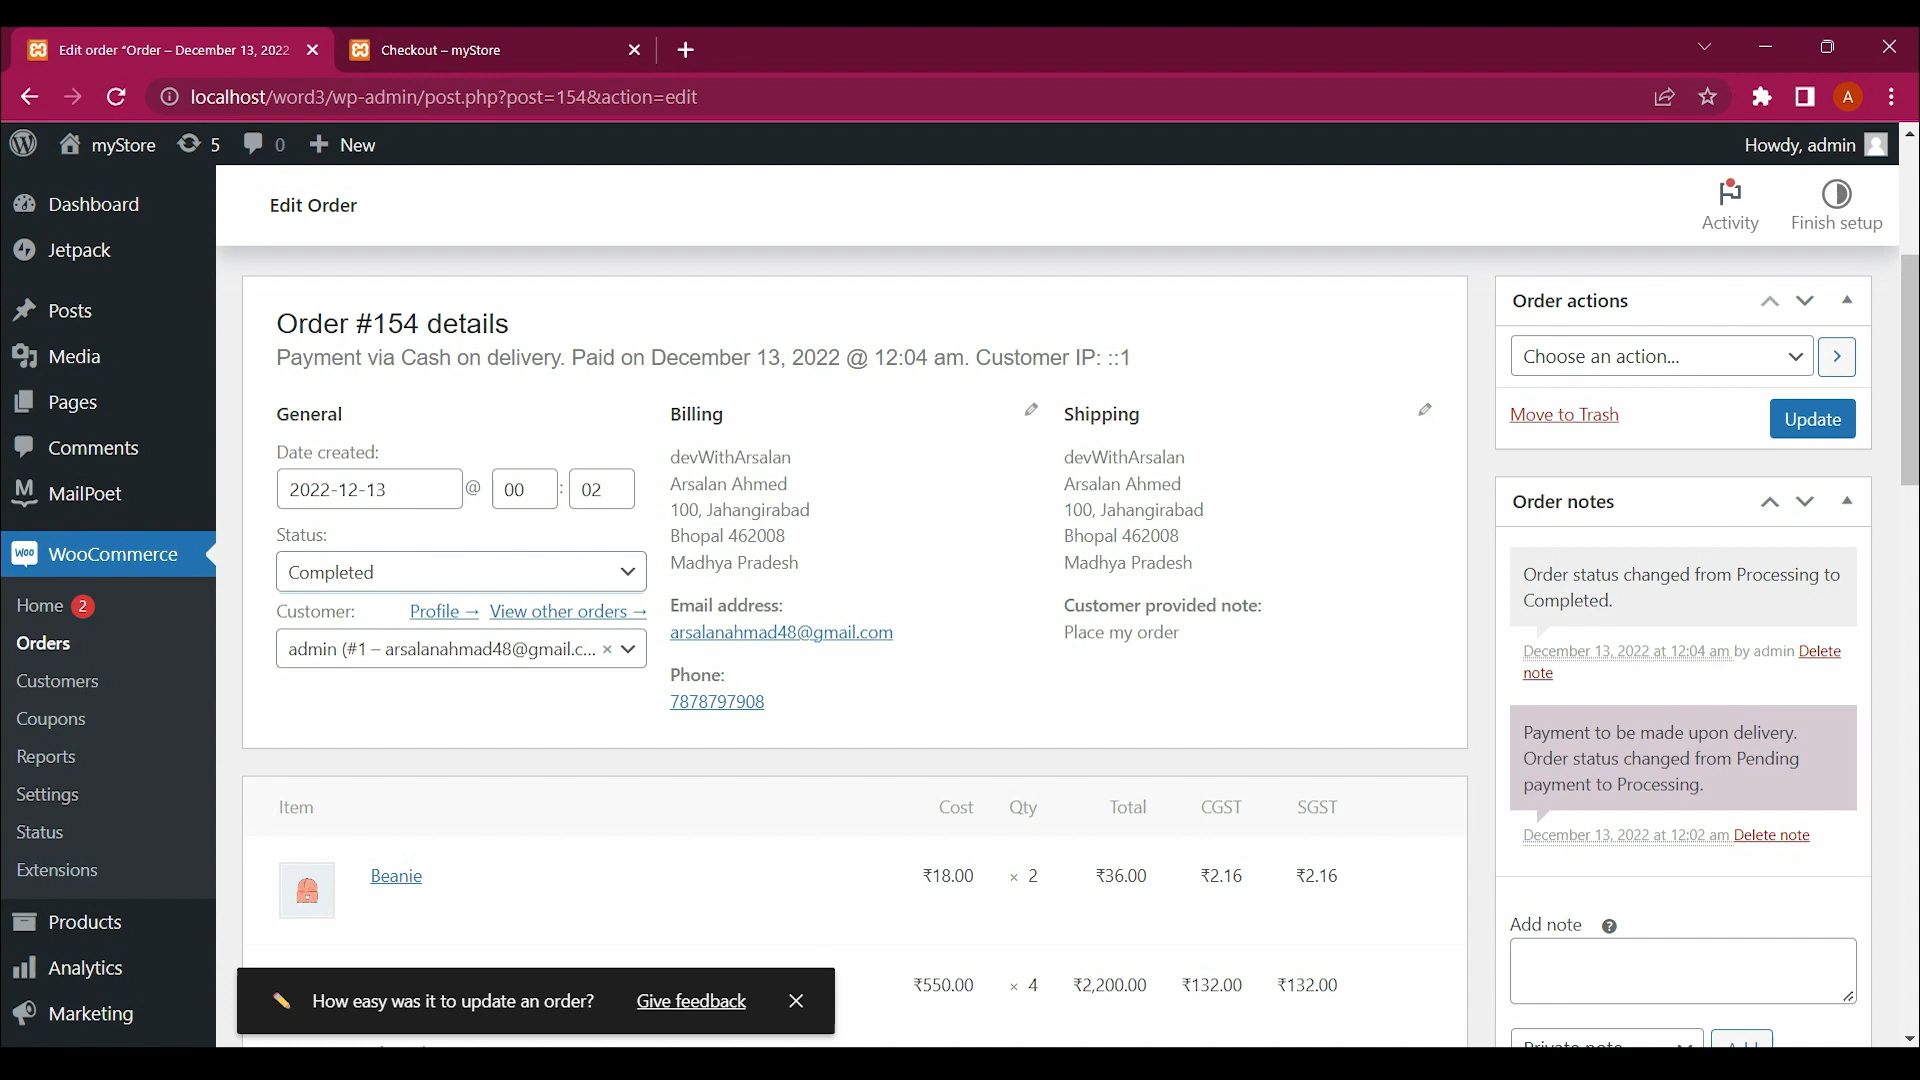 Edit order "Order – December 13, 2022
Checkout – myStore
localhost/word3/wp-admin/post.php?post=154&action=edit
A
myStore
5
0
New
Howdy, admin
Dashboard
Jetpack
Posts
Media
Pages
Comments
MailPoet
WooCommerce
Home 2
Orders
Customers
Coupons
Reports
Settings
Status
Extensions
Products
Analytics
Marketing
Edit Order
Activity
Finish setup
Order #154 details
Payment via Cash on delivery. Paid on December 13, 2022 @ 12:04 am. Customer IP: ::1
General
Date created:
2022-12-13 @ 00 : 02
Status:
Completed
Customer: Profile → View other orders →
admin (#1 – arsalanahmad48@gmail.c... ×
Billing
devWithArsalan
Arsalan Ahmed
100, Jahangirabad
Bhopal 462008
Madhya Pradesh
Email address:
arsalanahmad48@gmail.com
Phone:
7878797908
Shipping
devWithArsalan
Arsalan Ahmed
100, Jahangirabad
Bhopal 462008
Madhya Pradesh
Customer provided note:
Place my order
Item Cost Qty Total CGST SGST
Beanie ₹18.00 × 2 ₹36.00 ₹2.16 ₹2.16
₹550.00 × 4 ₹2,200.00 ₹132.00 ₹132.00
How easy was it to update an order? Give feedback
Order actions
Choose an action...
Move to Trash
Update
Order notes
Order status changed from Processing to
Completed.
December 13, 2022 at 12:04 am by admin Delete
note
Payment to be made upon delivery.
Order status changed from Pending
payment to Processing.
December 13, 2022 at 12:02 am Delete note
Add note ?
Private note
Add